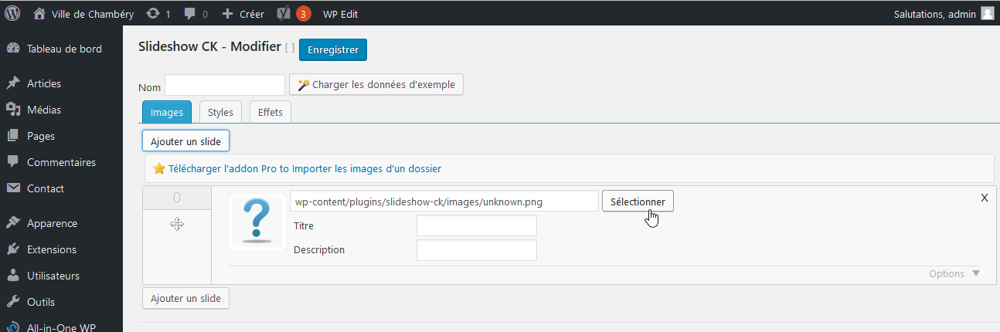 Ville de Chambéry 1 0 Créer 3 WP Edit Salutations, admin
Tableau de bord
Articles
Médias
Pages
Commentaires
Contact
Apparence
Extensions
Utilisateurs
Outils
All-in-One WP
Slideshow CK - Modifier [ ] Enregistrer
Nom Charger les données d'exemple
Images Styles Effets
Ajouter un slide
Télécharger l'addon Pro to Importer les images d'un dossier
0 wp-content/plugins/slideshow-ck/images/unknown.png Sélectionner X
?
Titre
Description
Options
Ajouter un slide